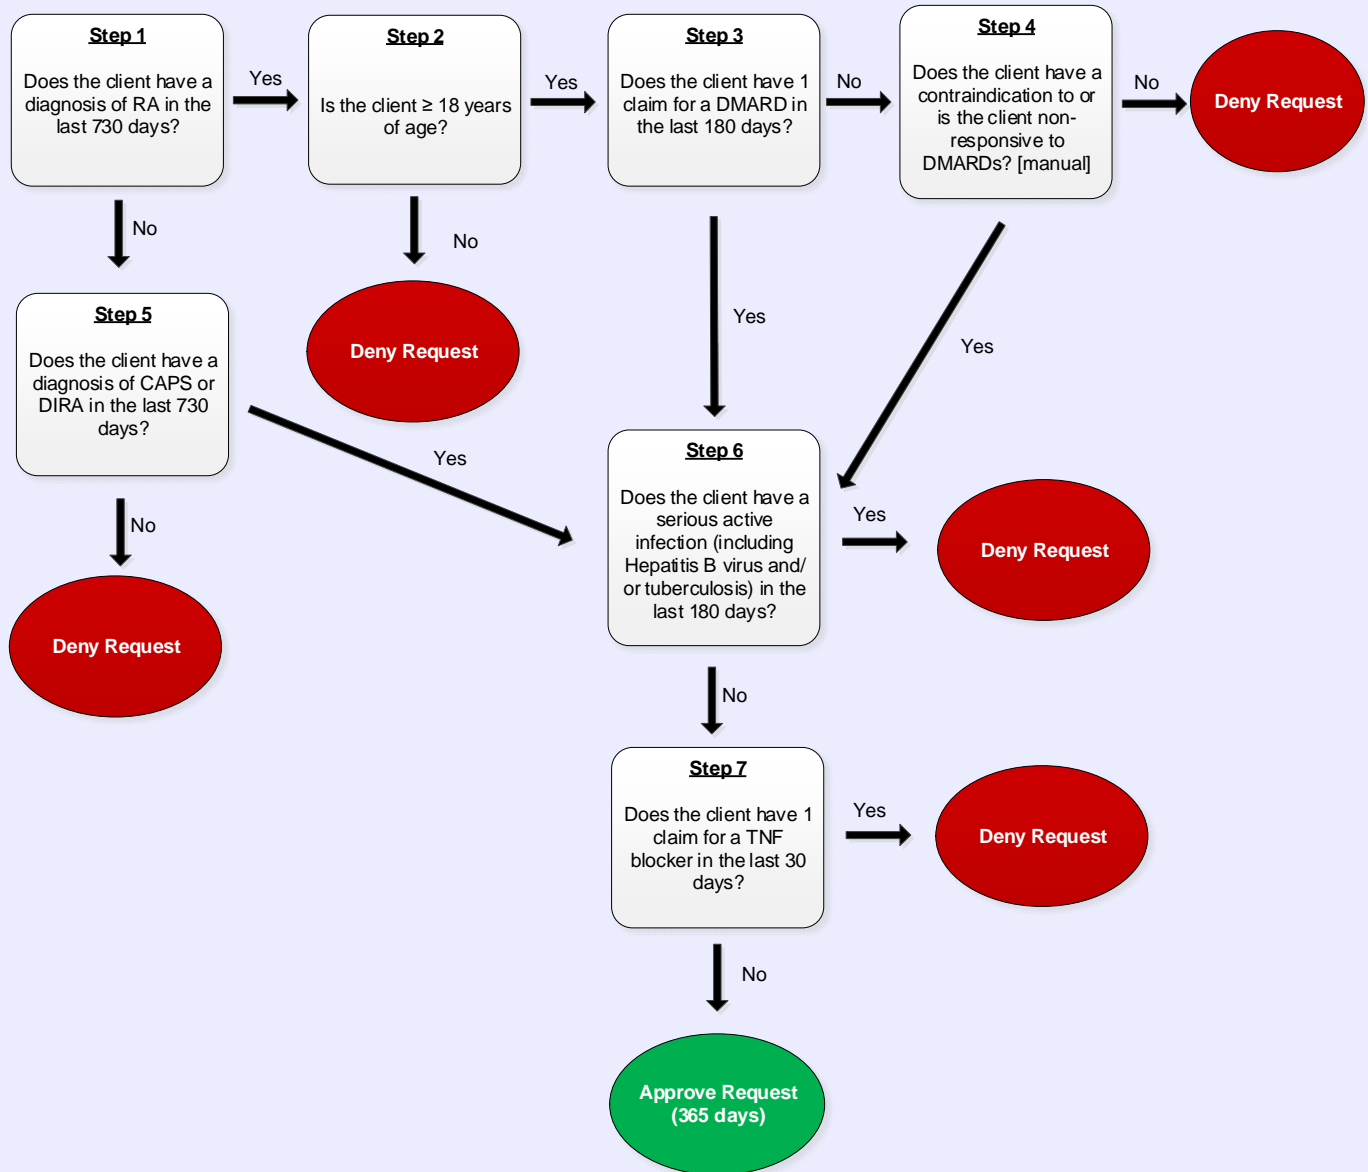 Step 1
Does the client have a
diagnosis of RA in the
last 730 days?
Yes
Step 2
Is the client ≥ 18 years
of age?
Yes
Step 3
Does the client have 1
claim for a DMARD in
the last 180 days?
No
Step 4
Does the client have a
contraindication to or
is the client non-
responsive to
DMARDs? [manual]
No
Deny Request
No
No
Yes
Yes
Step 5
Does the client have a
diagnosis of CAPS or
DIRA in the last 730
days?
Deny Request
Yes
No
Deny Request
Step 6
Does the client have a
serious active
infection (including
Hepatitis B virus and/
or tuberculosis) in the
last 180 days?
Yes
Deny Request
No
Step 7
Does the client have 1
claim for a TNF
blocker in the last 30
days?
Yes
Deny Request
No
Approve Request
(365 days)